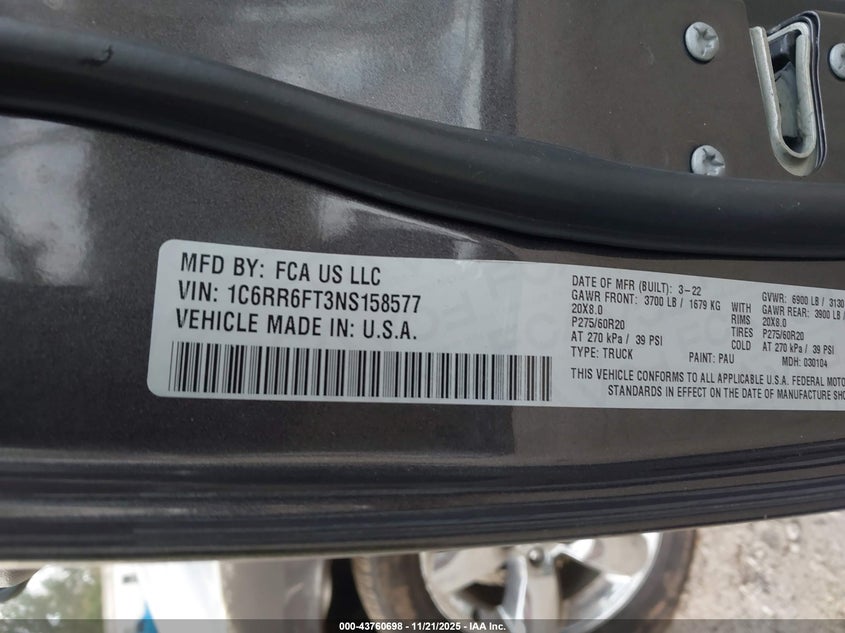 MFD BY: FCA US LLC
VIN: 1C6RR6FT3NS158577
VEHICLE MADE IN: U.S.A.
DATE OF MFR (BUILT): 3-22
GAWR FRONT: 3700 LB / 1679 KG
20X8.0
P275/60R20
AT 270 kPa / 39 PSI
TYPE: TRUCK
WITH
RIMS
TIRES
COLD
PAINT: PAU
GVWR: 6900 LB / 3130
GAWR REAR: 3900 LB /
20X8.0
P275/60R20
AT 270 kPa / 39 PSI
MDH: 030104
THIS VEHICLE CONFORMS TO ALL APPLICABLE U.S.A. FEDERAL MOTO
STANDARDS IN EFFECT ON THE DATE OF MANUFACTURE SHO
000-43760698 - 11/21/2025 - IAA Inc.